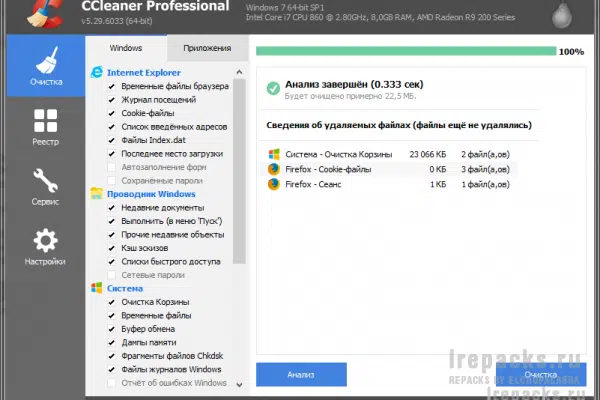 CCleaner Professional
v5.29.6033 (64-bit)
Windows 7 64-bit SP1
Intel Core i7 CPU 860 @ 2.80GHz, 8,0GB RAM, AMD Radeon R9 200 Series
Очистка
Реестр
Сервис
Настройки
Windows
Приложения
Internet Explorer
Временные файлы браузера
Журнал посещений
Cookie-файлы
Список введённых адресов
Файлы Index.dat
Последнее место загрузки
Автозаполнение форм
Сохранённые пароли
Проводник Windows
Недавние документы
Выполнить (в меню 'Пуск')
Прочие недавние объекты
Кэш эскизов
Списки быстрого доступа
Сетевые пароли
Система
Очистка Корзины
Временные файлы
Буфер обмена
Дампы памяти
Фрагменты файлов Chkdsk
Файлы журналов Windows
Отчёт об ошибках Windows
100%
Анализ завершён (0.333 сек)
Будет очищено примерно 22,5 МБ.
Сведения об удаляемых файлах (файлы ещё не удалялись)
Система - Очистка Корзины 23 066 КБ 2 файл(а,ов)
Firefox - Cookie-файлы 0 КБ 3 файл(а,ов)
Firefox - Сеанс 1 КБ 1 файл(а,ов)
Анализ
Очистка
lrepacks.ru
REPACKS BY ELCHUPACABRA
lrepacks.ru